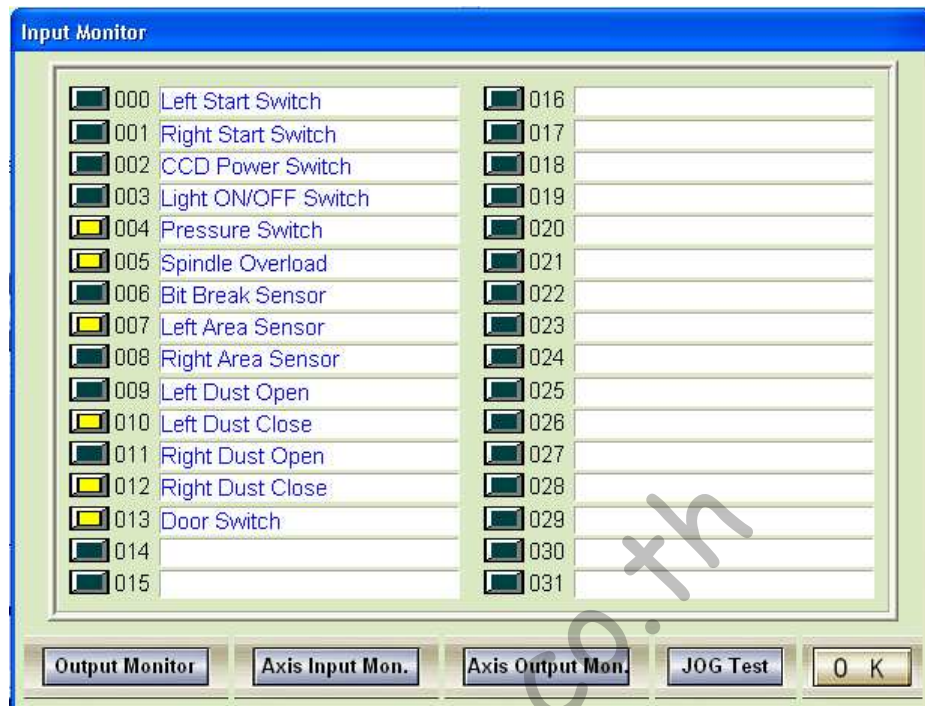 Input Monitor
000 Left Start Switch
001 Right Start Switch
002 CCD Power Switch
003 Light ON/OFF Switch
004 Pressure Switch
005 Spindle Overload
006 Bit Break Sensor
007 Left Area Sensor
008 Right Area Sensor
009 Left Dust Open
010 Left Dust Close
011 Right Dust Open
012 Right Dust Close
013 Door Switch
014
015
016
017
018
019
020
021
022
023
024
025
026
027
028
029
030
031
Output Monitor
Axis Input Mon.
Axis Output Mon.
JOG Test
O K
co.th